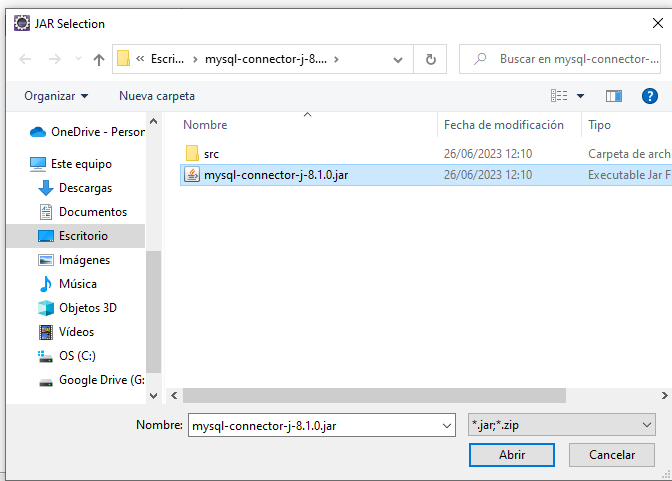 JAR Selection
« Escri... > mysql-connector-j-8.... >
Buscar en mysql-connector-...
Organizar
Nueva carpeta
Nombre
Fecha de modificación
Tipo
OneDrive - Person
Este equipo
Descargas
Documentos
Escritorio
Imágenes
Música
Objetos 3D
Vídeos
OS (C:)
Google Drive (G:
src
26/06/2023 12:10
Carpeta de arch
mysql-connector-j-8.1.0.jar
26/06/2023 12:10
Executable Jar F
Nombre:
mysql-connector-j-8.1.0.jar
*.jar;*.zip
Abrir
Cancelar